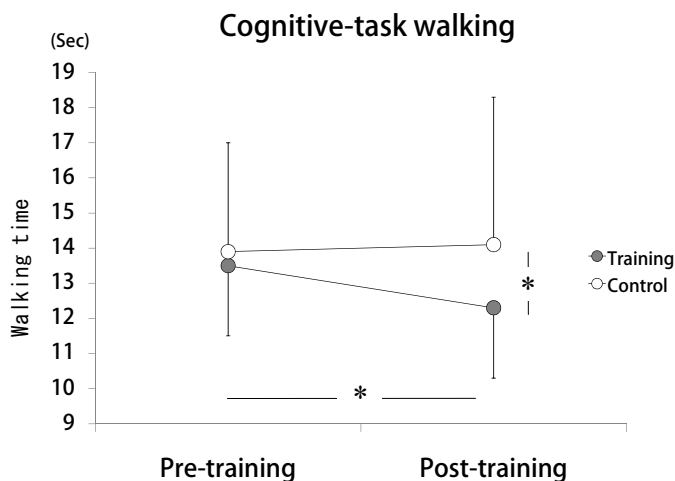 Cognitive-task walking
(Sec)
19
18
17
16
15
14
13
12
11
10
9
Walking time
*
*
Training
Control
Pre-training
Post-training